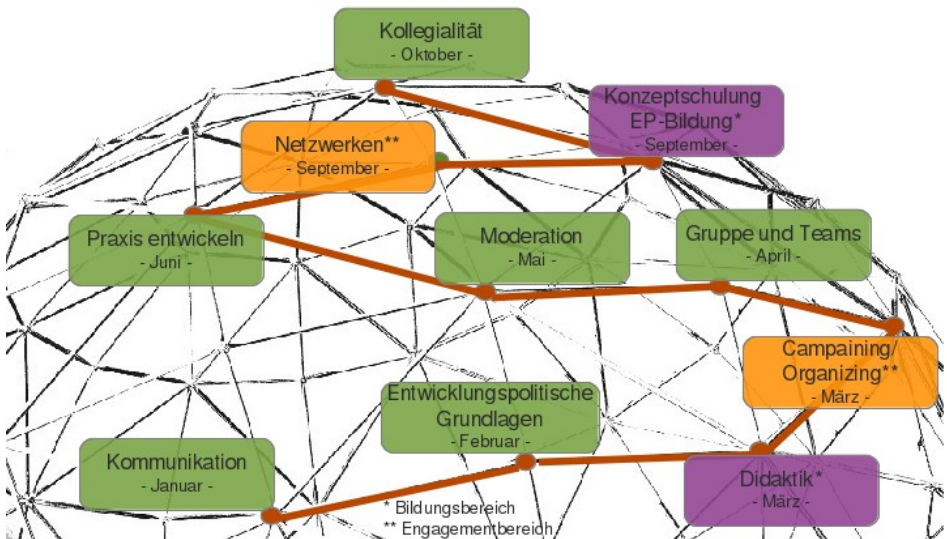 Kollegialität
- Oktober -
Konzeptschulung
EP-Bildung*
- September -
Netzwerken**
- September -
Praxis entwickeln
- Juni -
Moderation
- Mai -
Gruppe und Teams
- April -
Campaining/
Organizing**
- März -
Entwicklungspolitische
Grundlagen
- Februar -
Kommunikation
- Januar -
Didaktik*
- März -
* Bildungsbereich
** Engagementbereich